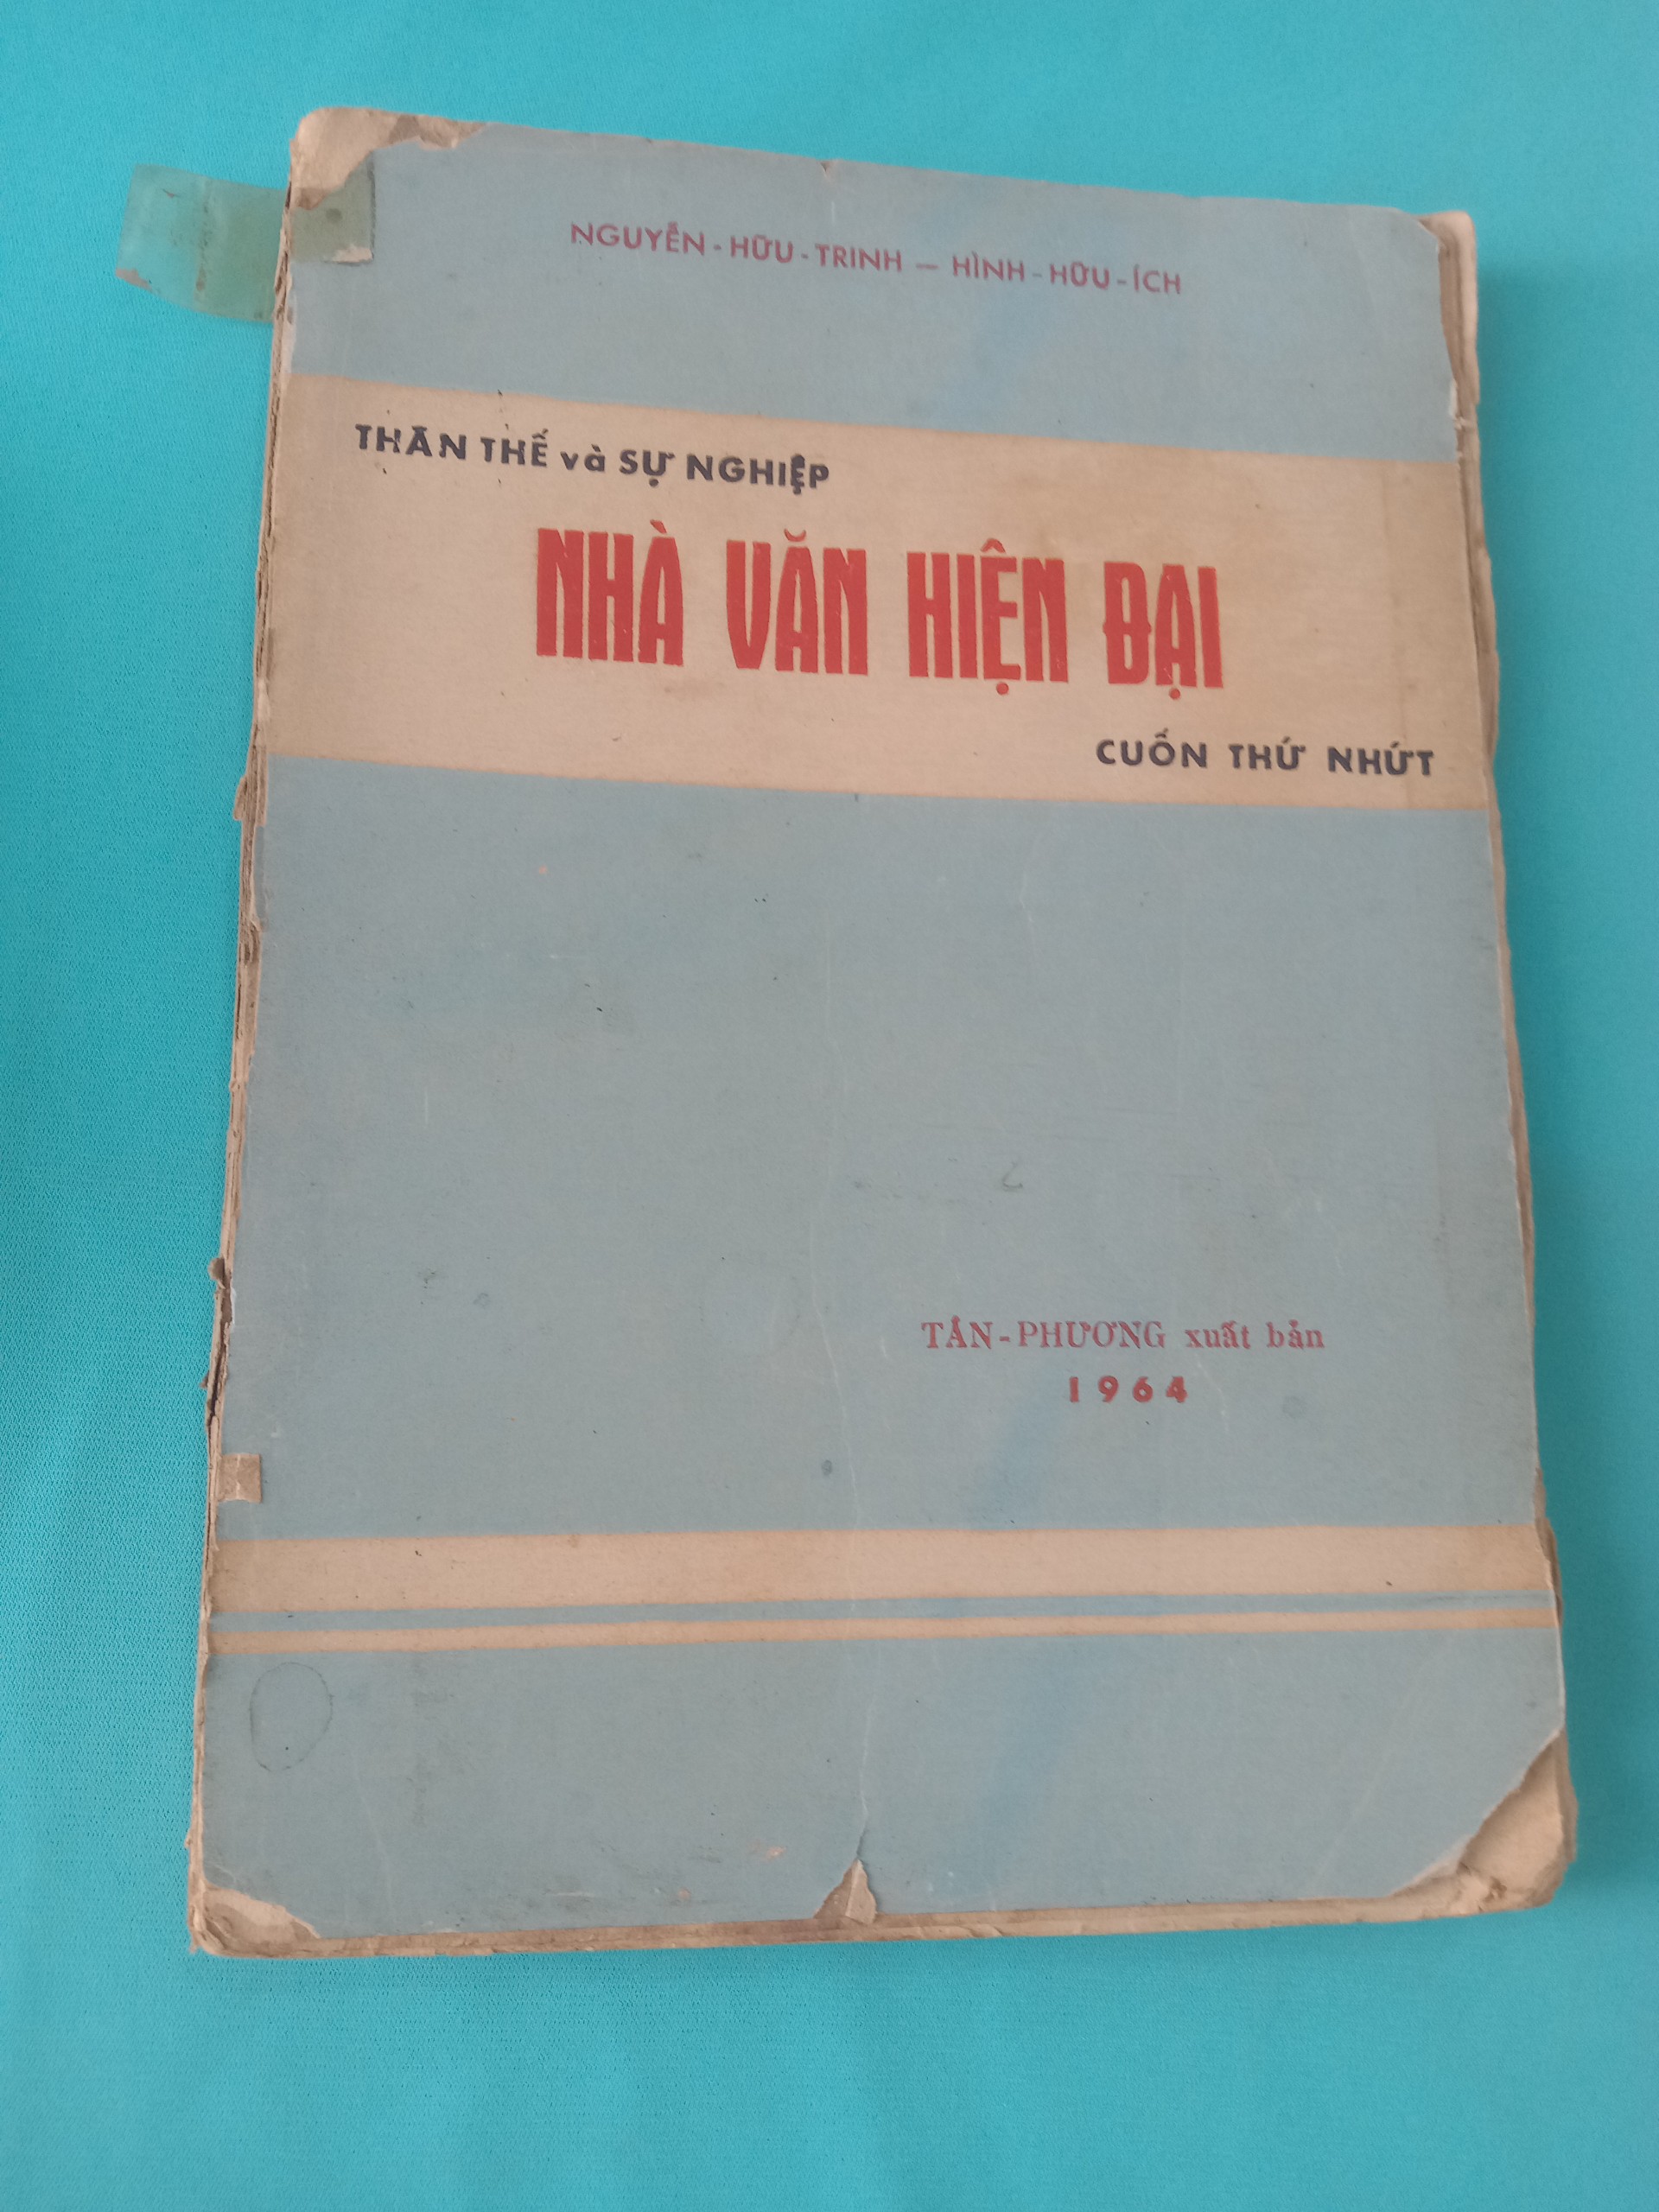 NGUYỄN - HỮU - TRINH — HÌNH - HỮU - ÍCH
THÂN THẾ và SỰ NGHIỆP
NHÀ VĂN HIỆN ĐẠI
CUỐN THỨ NHỨT
TÂN - PHƯƠNG xuất bản
1964